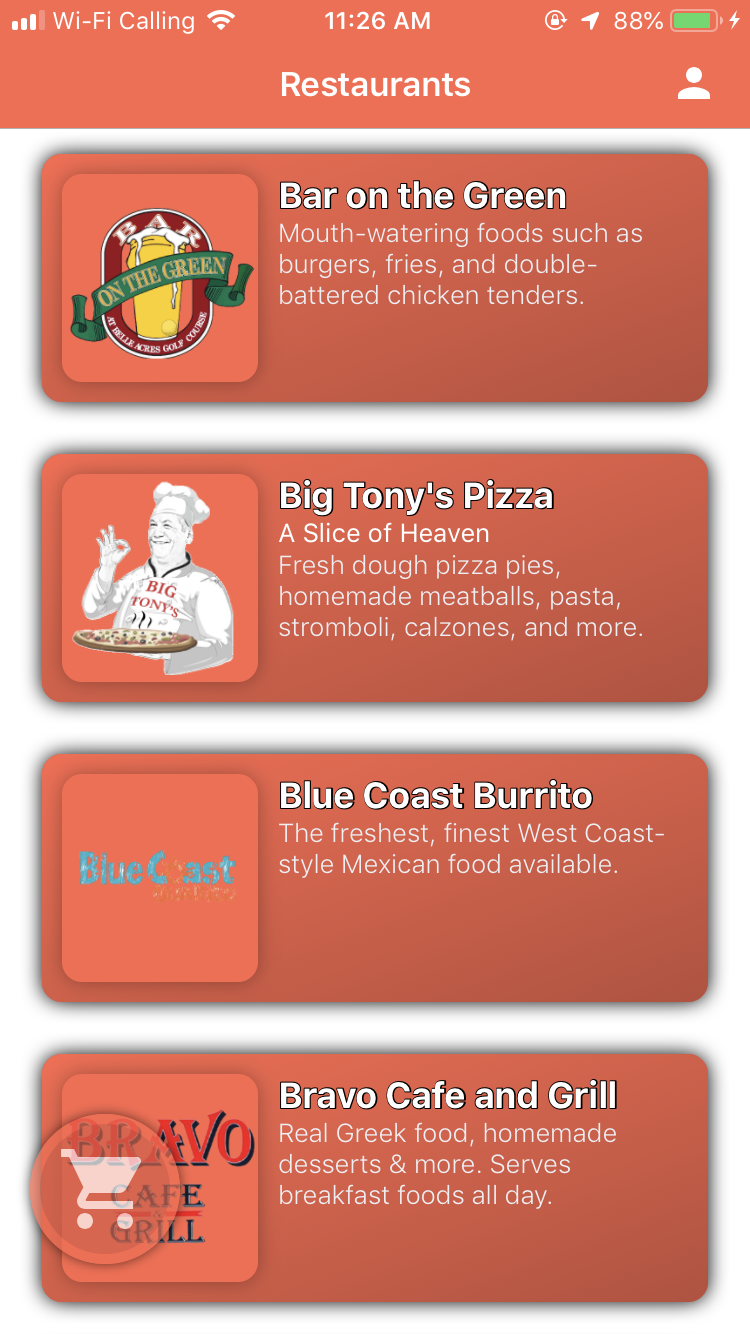 Wi-Fi Calling 11:26 AM 88%
Restaurants
Bar on the Green
Mouth-watering foods such as
burgers, fries, and double-
battered chicken tenders.
BAR
ON THE GREEN
AT BELLE ACRES GOLF COURSE
Big Tony's Pizza
A Slice of Heaven
Fresh dough pizza pies,
homemade meatballs, pasta,
stromboli, calzones, and more.
BIG
TONY'S
Blue Coast Burrito
The freshest, finest West Coast-
style Mexican food available.
Blue Coast
Bravo Cafe and Grill
Real Greek food, homemade
desserts & more. Serves
breakfast foods all day.
BRAVO
CAFE
&
GRILL